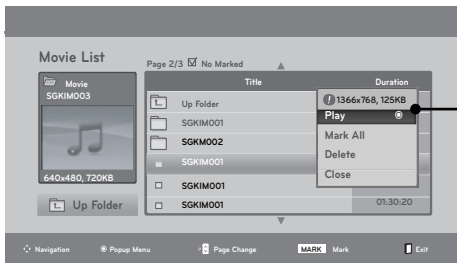 Movie List
Page 2/3 No Marked
Movie
SGKIM003
640x480, 720KB
Up Folder
Title
Duration
Up Folder
SGKIM001
SGKM002
SGKIM001
SGKIM001
SGKIM001
01:30:20
1366x768, 125KB
Play
Mark All
Delete
Close
Navigation
Popup Menu
Page Change
MARK Mark
Exit